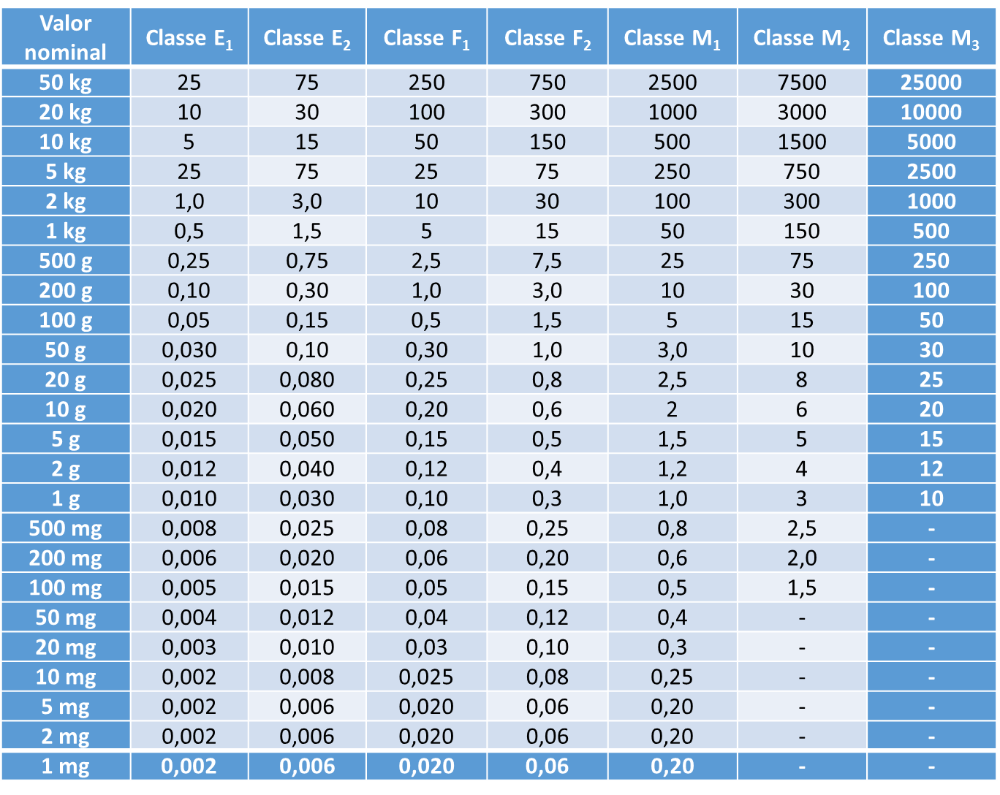 Valor nominal Classe E₁ Classe E₂ Classe F₁ Classe F₂ Classe M₁ Classe M₂ Classe M₃
50 kg 25 75 250 750 2500 7500 25000
20 kg 10 30 100 300 1000 3000 10000
10 kg 5 15 50 150 500 1500 5000
5 kg 25 75 25 75 250 750 2500
2 kg 1,0 3,0 10 30 100 300 1000
1 kg 0,5 1,5 5 15 50 150 500
500 g 0,25 0,75 2,5 7,5 25 75 250
200 g 0,10 0,30 1,0 3,0 10 30 100
100 g 0,05 0,15 0,5 1,5 5 15 50
50 g 0,030 0,10 0,30 1,0 3,0 10 30
20 g 0,025 0,080 0,25 0,8 2,5 8 25
10 g 0,020 0,060 0,20 0,6 2 6 20
5 g 0,015 0,050 0,15 0,5 1,5 5 15
2 g 0,012 0,040 0,12 0,4 1,2 4 12
1 g 0,010 0,030 0,10 0,3 1,0 3 10
500 mg 0,008 0,025 0,08 0,25 0,8 2,5 -
200 mg 0,006 0,020 0,06 0,20 0,6 2,0 -
100 mg 0,005 0,015 0,05 0,15 0,5 1,5 -
50 mg 0,004 0,012 0,04 0,12 0,4 - -
20 mg 0,003 0,010 0,03 0,10 0,3 - -
10 mg 0,002 0,008 0,025 0,08 0,25 - -
5 mg 0,002 0,006 0,020 0,06 0,20 - -
2 mg 0,002 0,006 0,020 0,06 0,20 - -
1 mg 0,002 0,006 0,020 0,06 0,20 - -